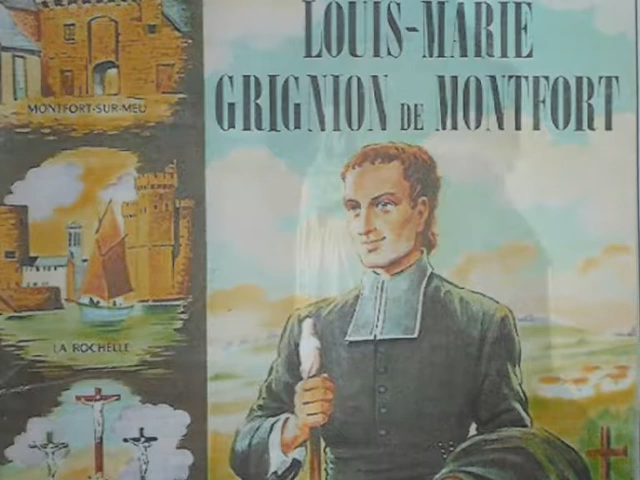 LOUIS-MARIE
GRIGNION DE MONTFORT
MONTFORT-SUR-MEU
LA ROCHELLE